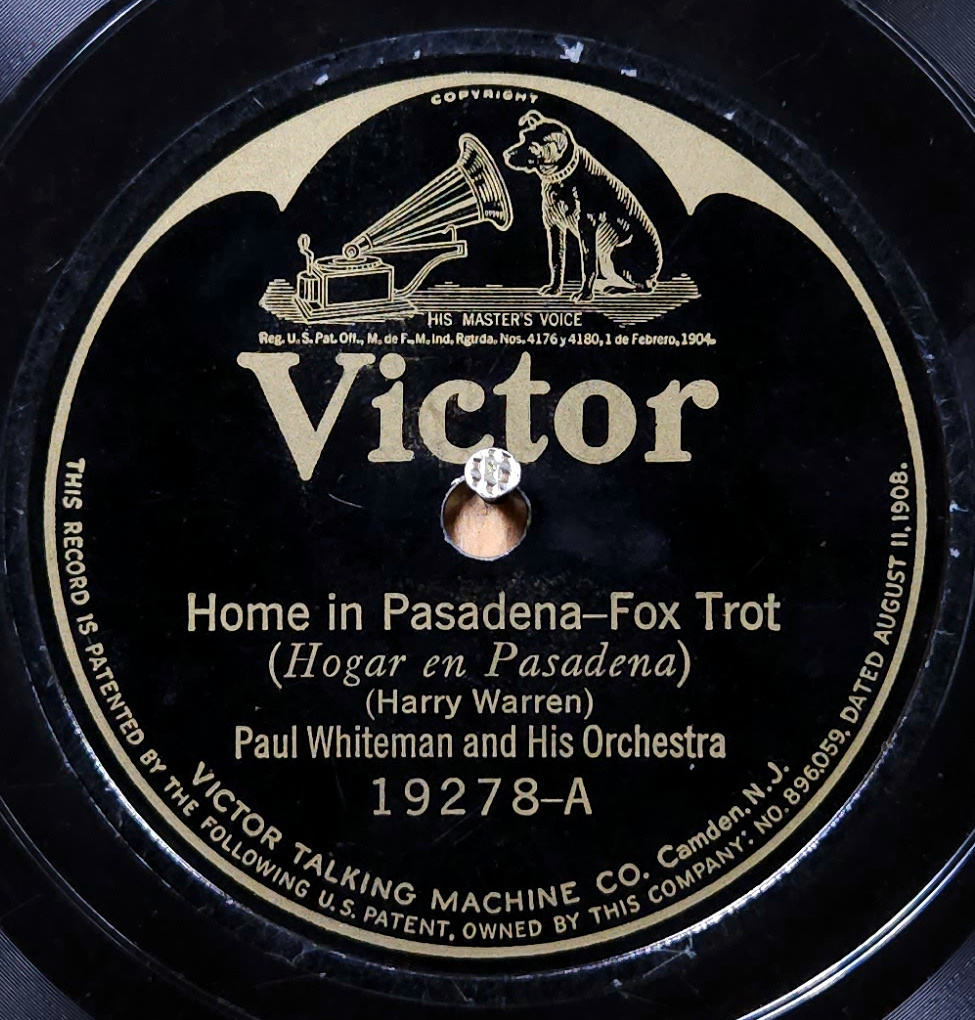 COPYRIGHT
HIS MASTER'S VOICE
Reg. U.S. Pat. Off., M. de F., M. Ind. Rgtrda. Nos. 4176 y 4180, 1 de Febrero, 1904.
Victor
Home in Pasadena–Fox Trot
(Hogar en Pasadena)
(Harry Warren)
Paul Whiteman and His Orchestra
19278–A
VICTOR TALKING MACHINE CO. Camden, N.J.
THIS RECORD IS PATENTED BY THE FOLLOWING U.S. PATENT, OWNED BY THIS COMPANY: NO. 896,059, DATED AUGUST 11, 1908.